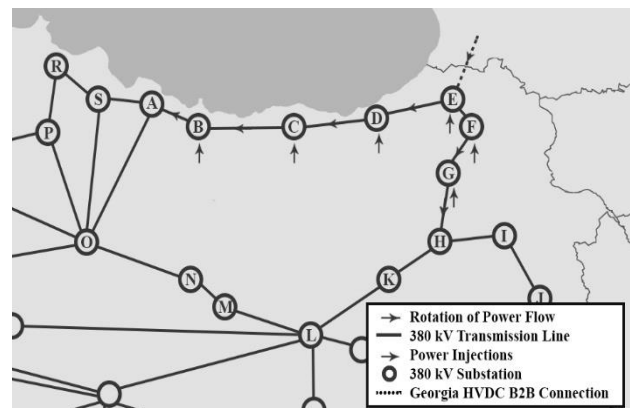 R
S
A
P
B
C
D
E
F
G
O
H
I
N
K
M
J
L
Rotation of Power Flow
380 kV Transmission Line
Power Injections
380 kV Substation
Georgia HVDC B2B Connection